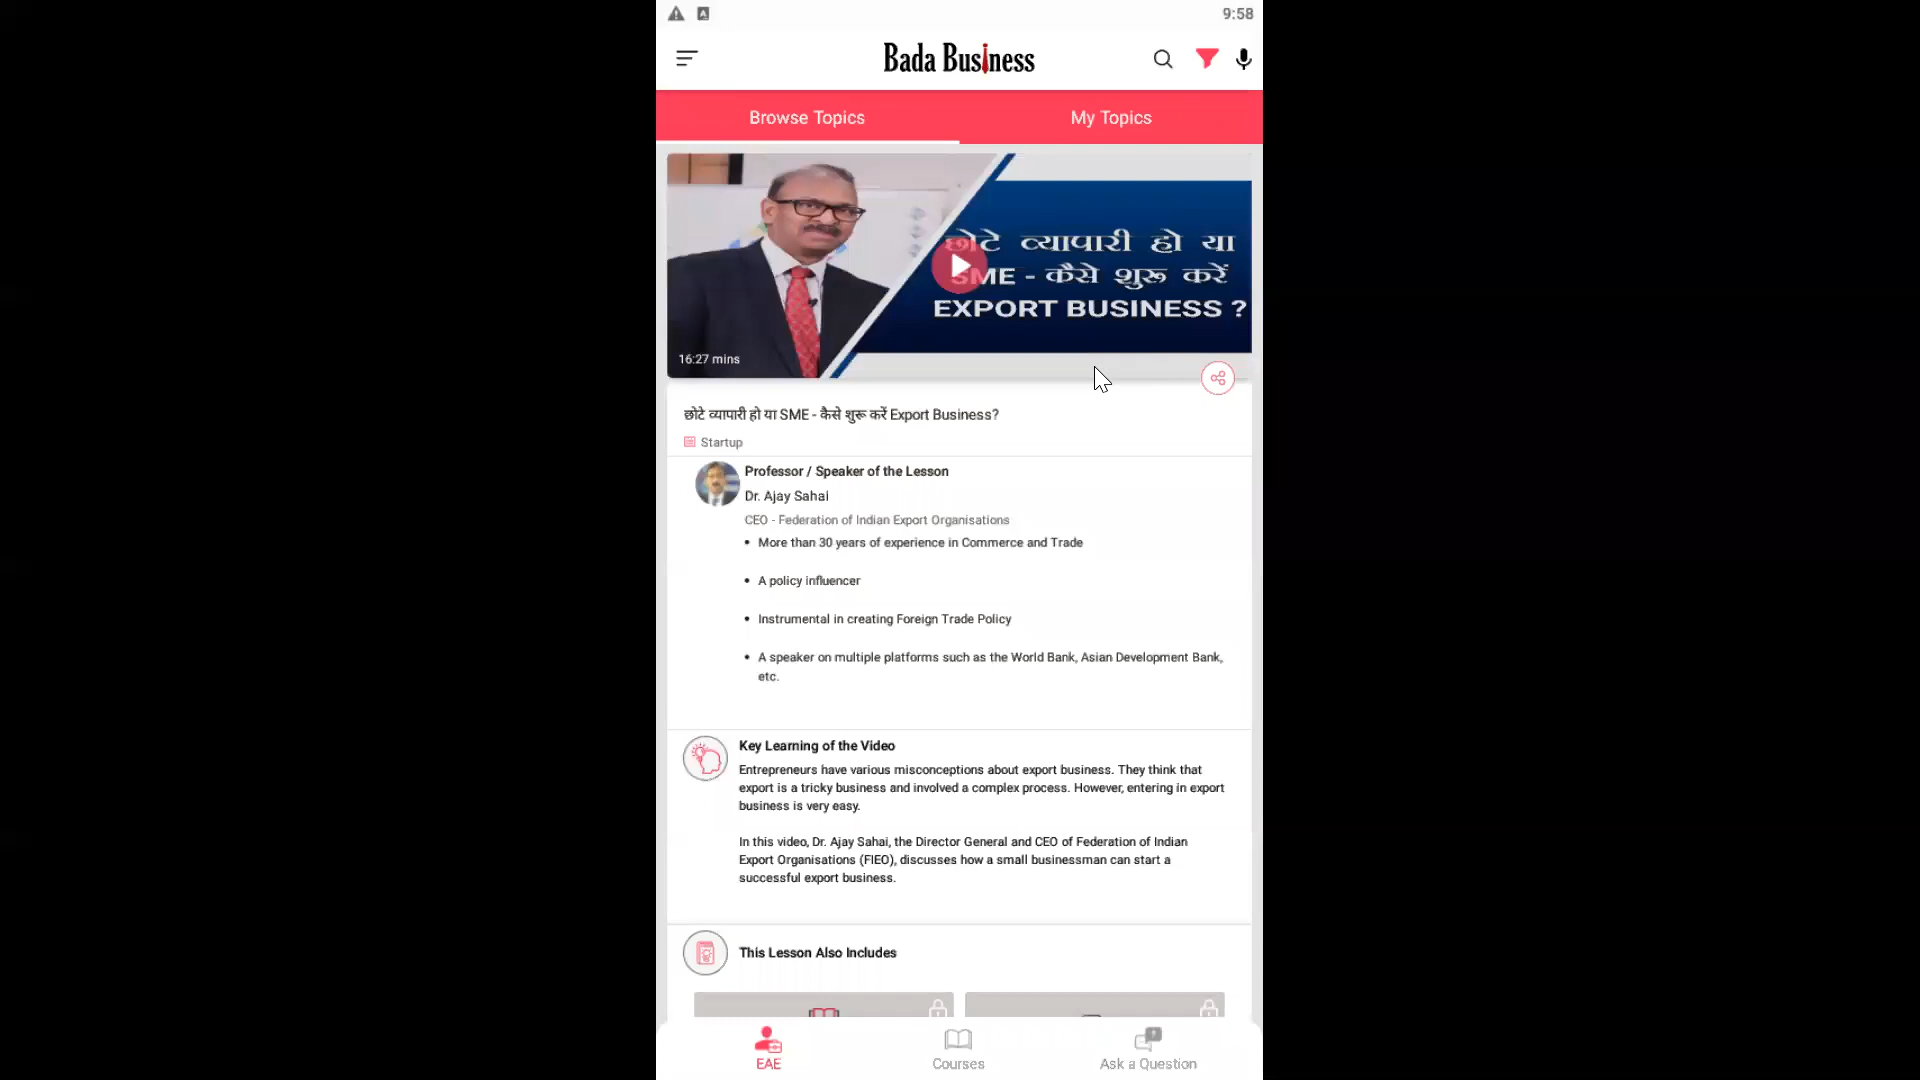 9:58
Bada Business
Browse Topics
My Topics
छोटे व्यापारी हो या
SME - कैसे शुरू करें
EXPORT BUSINESS ?
16:27 mins
छोटे व्यापारी हो या SME - कैसे शुरू करें Export Business?
Startup
Professor / Speaker of the Lesson
Dr. Ajay Sahai
CEO - Federation of Indian Export Organisations
• More than 30 years of experience in Commerce and Trade
• A policy influencer
• Instrumental in creating Foreign Trade Policy
• A speaker on multiple platforms such as the World Bank, Asian Development Bank,
etc.
Key Learning of the Video
Entrepreneurs have various misconceptions about export business. They think that
export is a tricky business and involved a complex process. However, entering in export
business is very easy.
In this video, Dr. Ajay Sahai, the Director General and CEO of Federation of Indian
Export Organisations (FIEO), discusses how a small businessman can start a
successful export business.
This Lesson Also Includes
EAE
Courses
Ask a Question